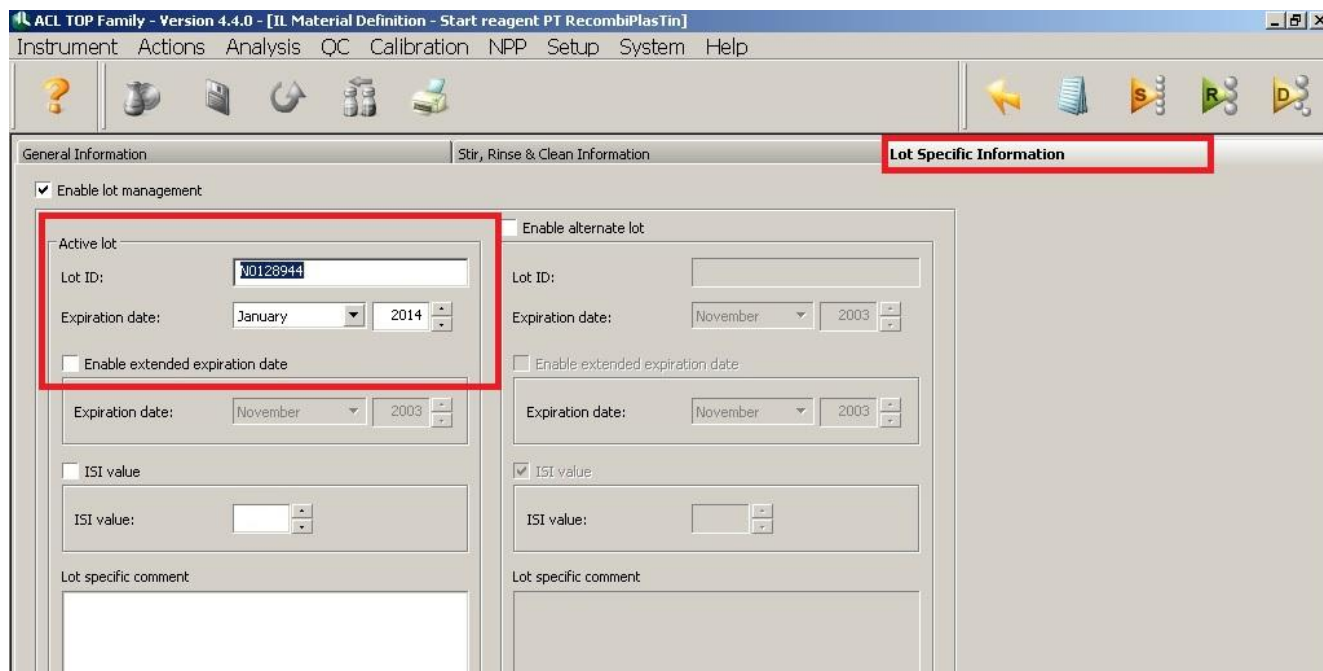 ACL TOP Family - Version 4.4.0 - [IL Material Definition - Start reagent PT RecombiPlasTin]
Instrument Actions Analysis QC Calibration NPP Setup System Help
S R D
General Information Stir, Rinse & Clean Information Lot Specific Information
Enable lot management
Enable alternate lot
Active lot
Lot ID: N0128944 Lot ID:
Expiration date: January 2014 Expiration date: November 2003
Enable extended expiration date Enable extended expiration date
Expiration date: November 2003 Expiration date: November 2003
ISI value ISI value
ISI value: ISI value:
Lot specific comment Lot specific comment